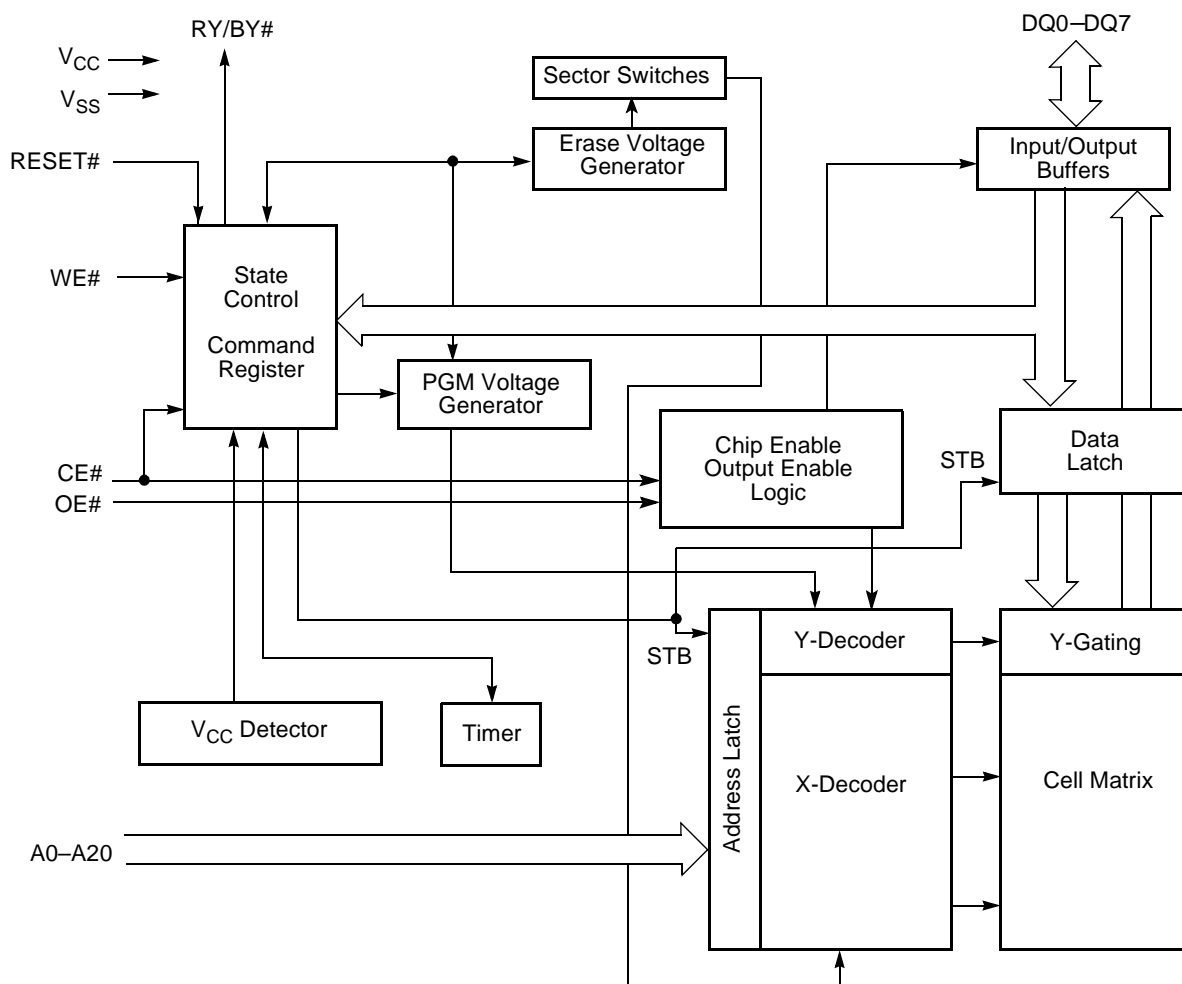 RY/BY#
DQ0–DQ7
VCC
VSS
Sector Switches
RESET#
Erase Voltage
Generator
Input/Output
Buffers
WE#
State
Control
Command
Register
PGM Voltage
Generator
CE#
OE#
Chip Enable
Output Enable
Logic
STB
Data
Latch
STB
Y-Decoder
Y-Gating
VCC Detector
Timer
Address Latch
X-Decoder
Cell Matrix
A0–A20